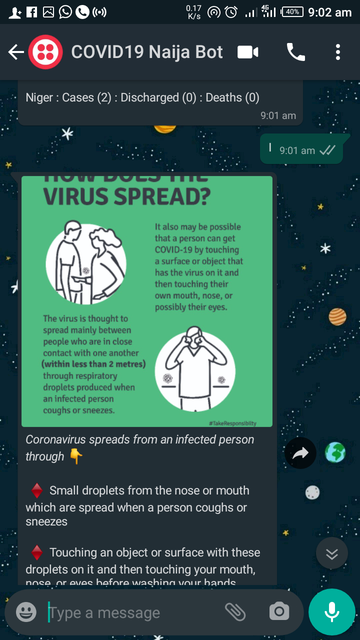 0.17
K/s
4G
40%
9:02 am
COVID19 Naija Bot
Niger : Cases (2) : Discharged (0) : Deaths (0)
9:01 am
9:01 am
HOW DOES THE
VIRUS SPREAD?
It also may be possible
that a person can get
COVID-19 by touching
a surface or object that
has the virus on it and
then touching their
own mouth, nose, or
possibly their eyes.
The virus is thought to
spread mainly between
people who are in close
contact with one another
(within less than 2 metres)
through respiratory
droplets produced when
an infected person
coughs or sneezes.
#TakeResponsibility
Coronavirus spreads from an infected person
through 👇
Small droplets from the nose or mouth
which are spread when a person coughs or
sneezes
Touching an object or surface with these
droplets on it and then touching your mouth,
nose, or eyes before washing your hands
Type a message